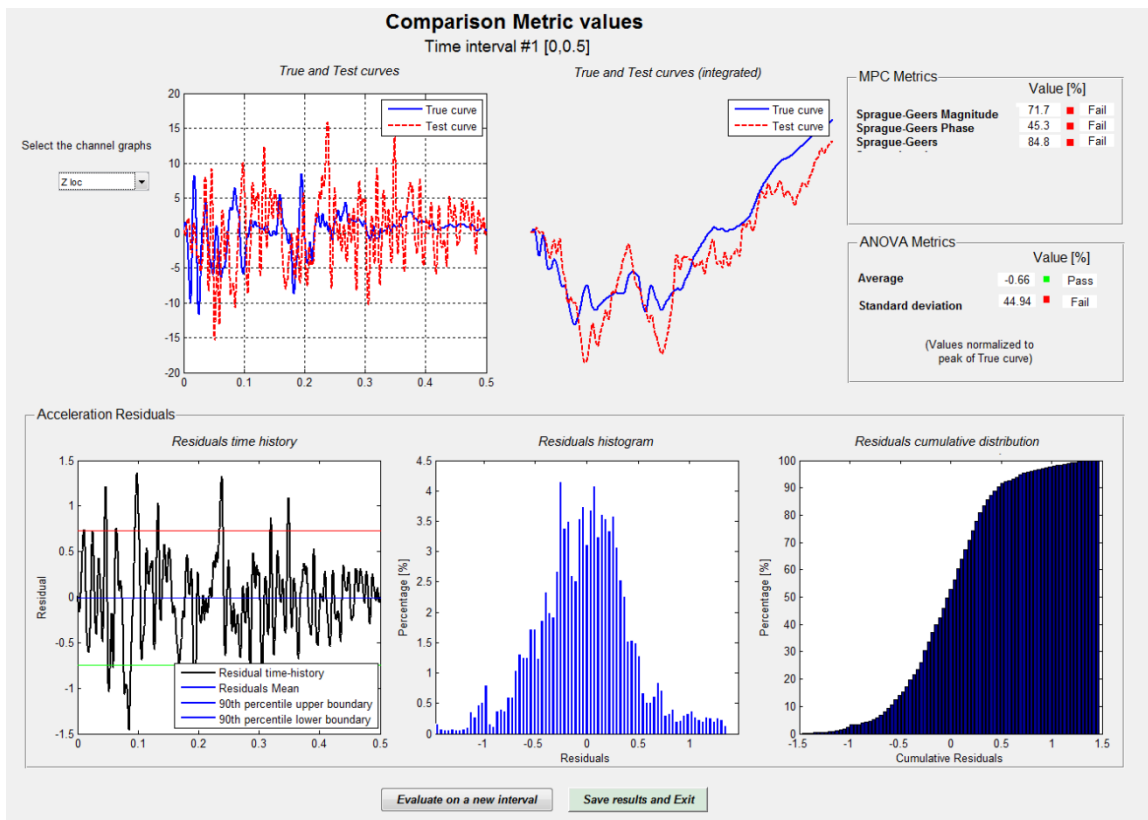 Comparison Metric values
Time interval #1 [0,0.5]
True and Test curves
True and Test curves (integrated)
MPC Metrics
Value [%]
Sprague-Geers Magnitude 71.7 Fail
Sprague-Geers Phase 45.3 Fail
Sprague-Geers 84.8 Fail
Select the channel graphs
Z loc
True curve
Test curve
20
15
10
5
0
-5
-10
-15
-20
0 0.1 0.2 0.3 0.4 0.5
True curve
Test curve
ANOVA Metrics
Value [%]
Average -0.66 Pass
Standard deviation 44.94 Fail
(Values normalized to
peak of True curve)
Acceleration Residuals
Residuals time history
Residual
1.5
1
0.5
0
-0.5
-1
-1.5
0 0.1 0.2 0.3 0.4 0.5
Residual time-history
Residuals Mean
90th percentile upper boundary
90th percentile lower boundary
Residuals histogram
Percentage [%]
4.5
4
3.5
3
2.5
2
1.5
1
0.5
0
-1 -0.5 0 0.5 1
Residuals
Residuals cumulative distribution
Percentage [%]
100
90
80
70
60
50
40
30
20
10
0
-1.5 -1 -0.5 0 0.5 1 1.5
Cumulative Residuals
Evaluate on a new interval
Save results and Exit